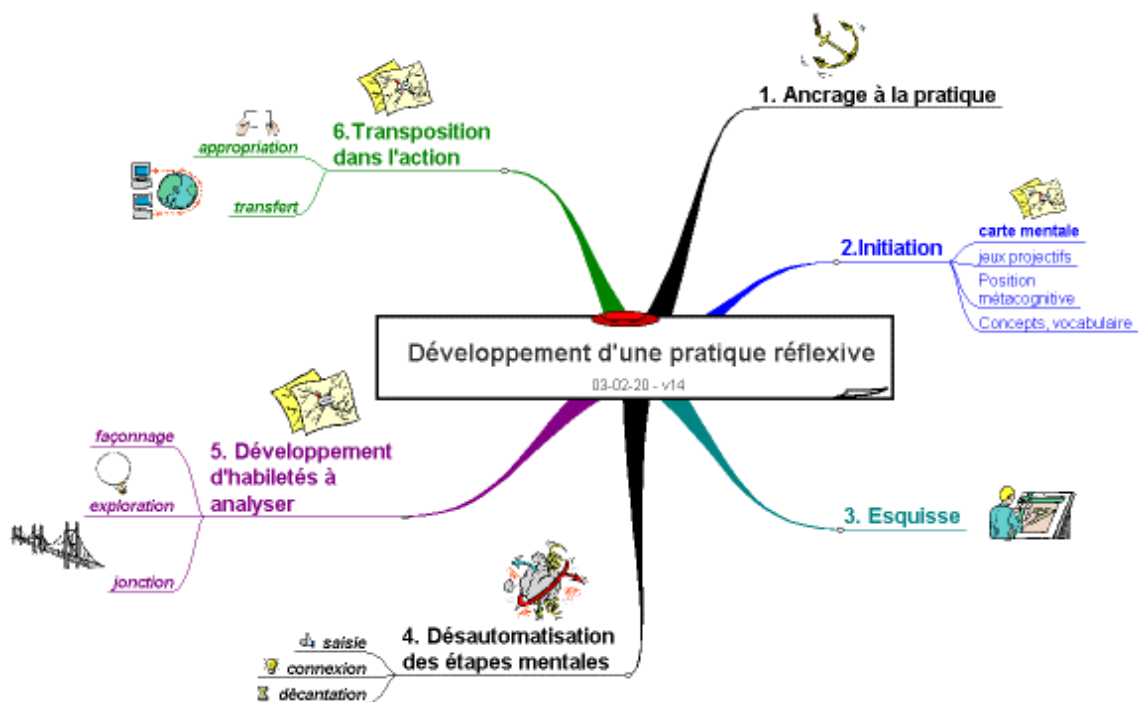 Développement d'une pratique réflexive
03-02-20 - v14
1. Ancrage à la pratique
2.Initiation
carte mentale
jeux projectifs
Position
métacognitive
Concepts, vocabulaire
3. Esquisse
4. Désautomatisation
des étapes mentales
saisie
connexion
décantation
5. Développement
d'habiletés à
analyser
façonnage
exploration
jonction
6.Transposition
dans l'action
appropriation
transfert